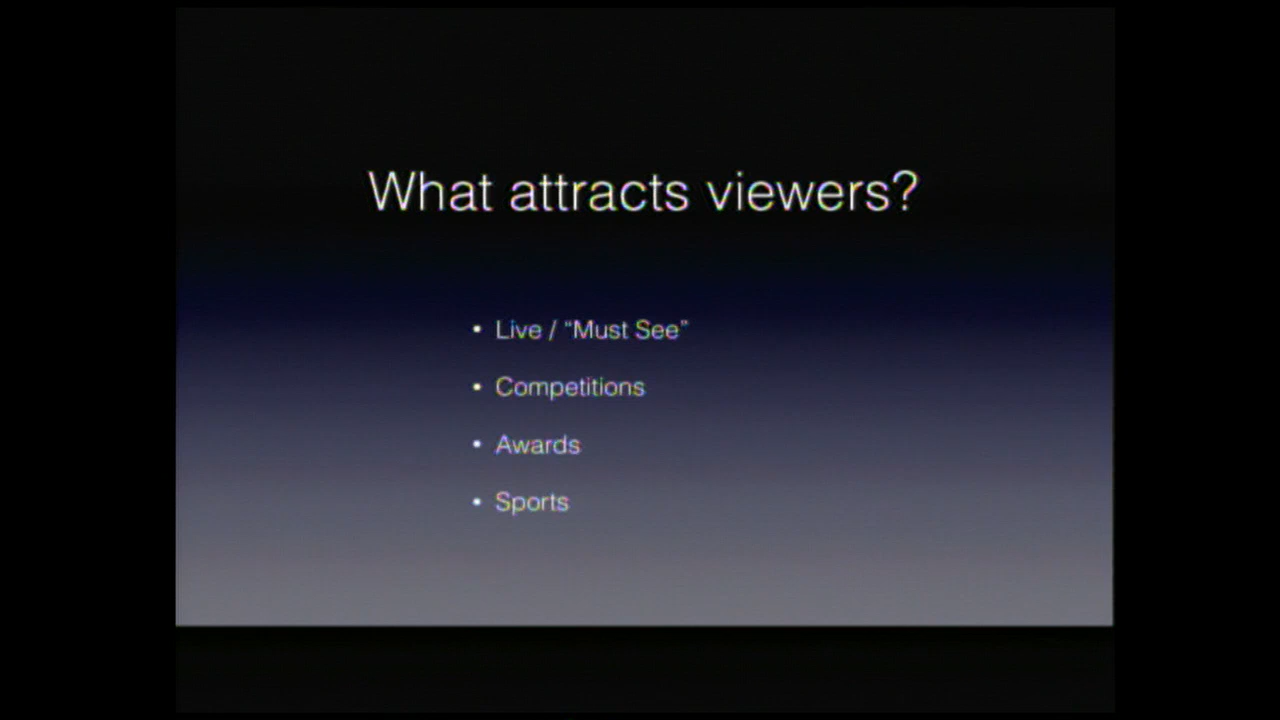 What attracts viewers?
• Live / “Must See”
• Competitions
• Awards
• Sports